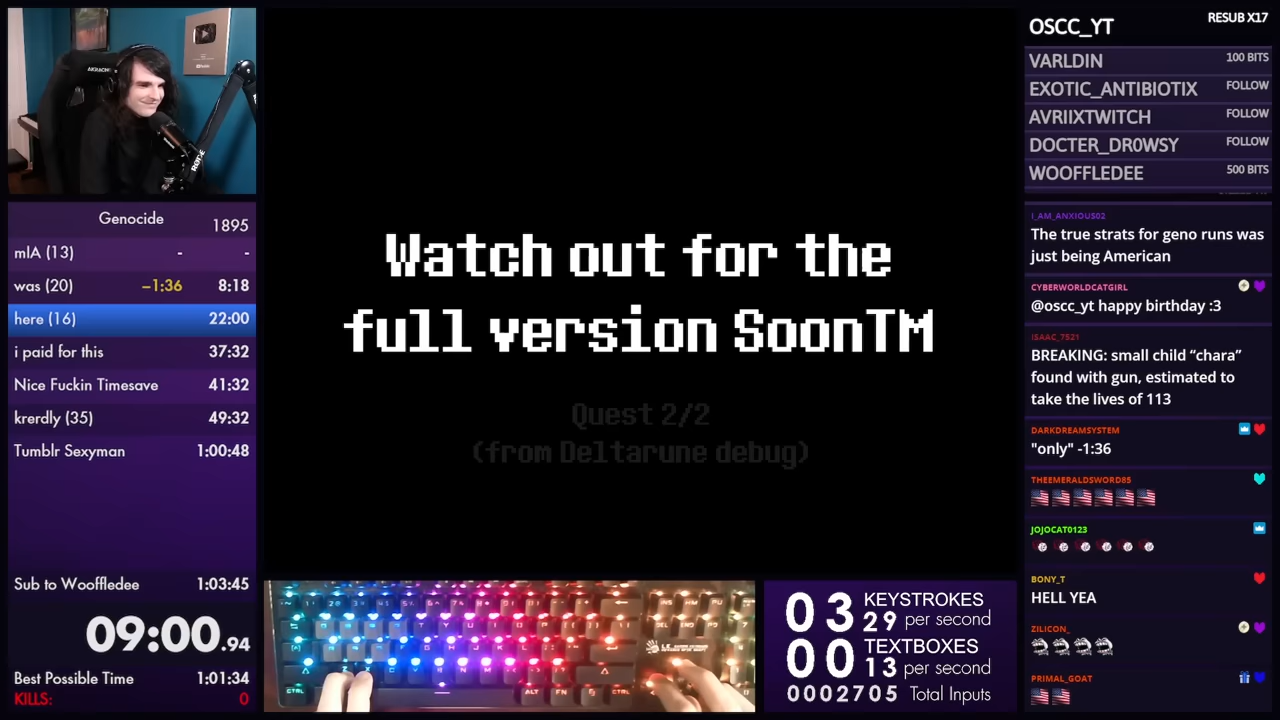 Genocide
1895
mIA (13) - -
was (20) −1:36 8:18
here (16) 22:00
i paid for this 37:32
Nice Fuckin Timesave 41:32
krerdly (35) 49:32
Tumblr Sexyman 1:00:48
Sub to Wooffledee 1:03:45
09:00.94
Best Possible Time 1:01:34
KILLS: 0
Watch out for the
full version SoonTM
Quest 2/2
(from Deltarune debug)
03 29 KEYSTROKES per second
00 13 TEXTBOXES per second
0002705 Total Inputs
OSCC_YT RESUB X17
VARLDIN 100 BITS
EXOTIC_ANTIBIOTIX FOLLOW
AVRIIXTWITCH FOLLOW
DOCTER_DR0WSY FOLLOW
WOOFFLEDEE 500 BITS
I_AM_ANXIOUS02
The true strats for geno runs was
just being American
CYBERWORLDCATGIRL
@oscc_yt happy birthday :3
ISAAC_7521
BREAKING: small child “chara”
found with gun, estimated to
take the lives of 113
DARKDREAMSYSTEM
"only" -1:36
THEEMERALDSWORD85
JOJOCAT0123
BONY_T
HELL YEA
ZILICON_
PRIMAL_GOAT